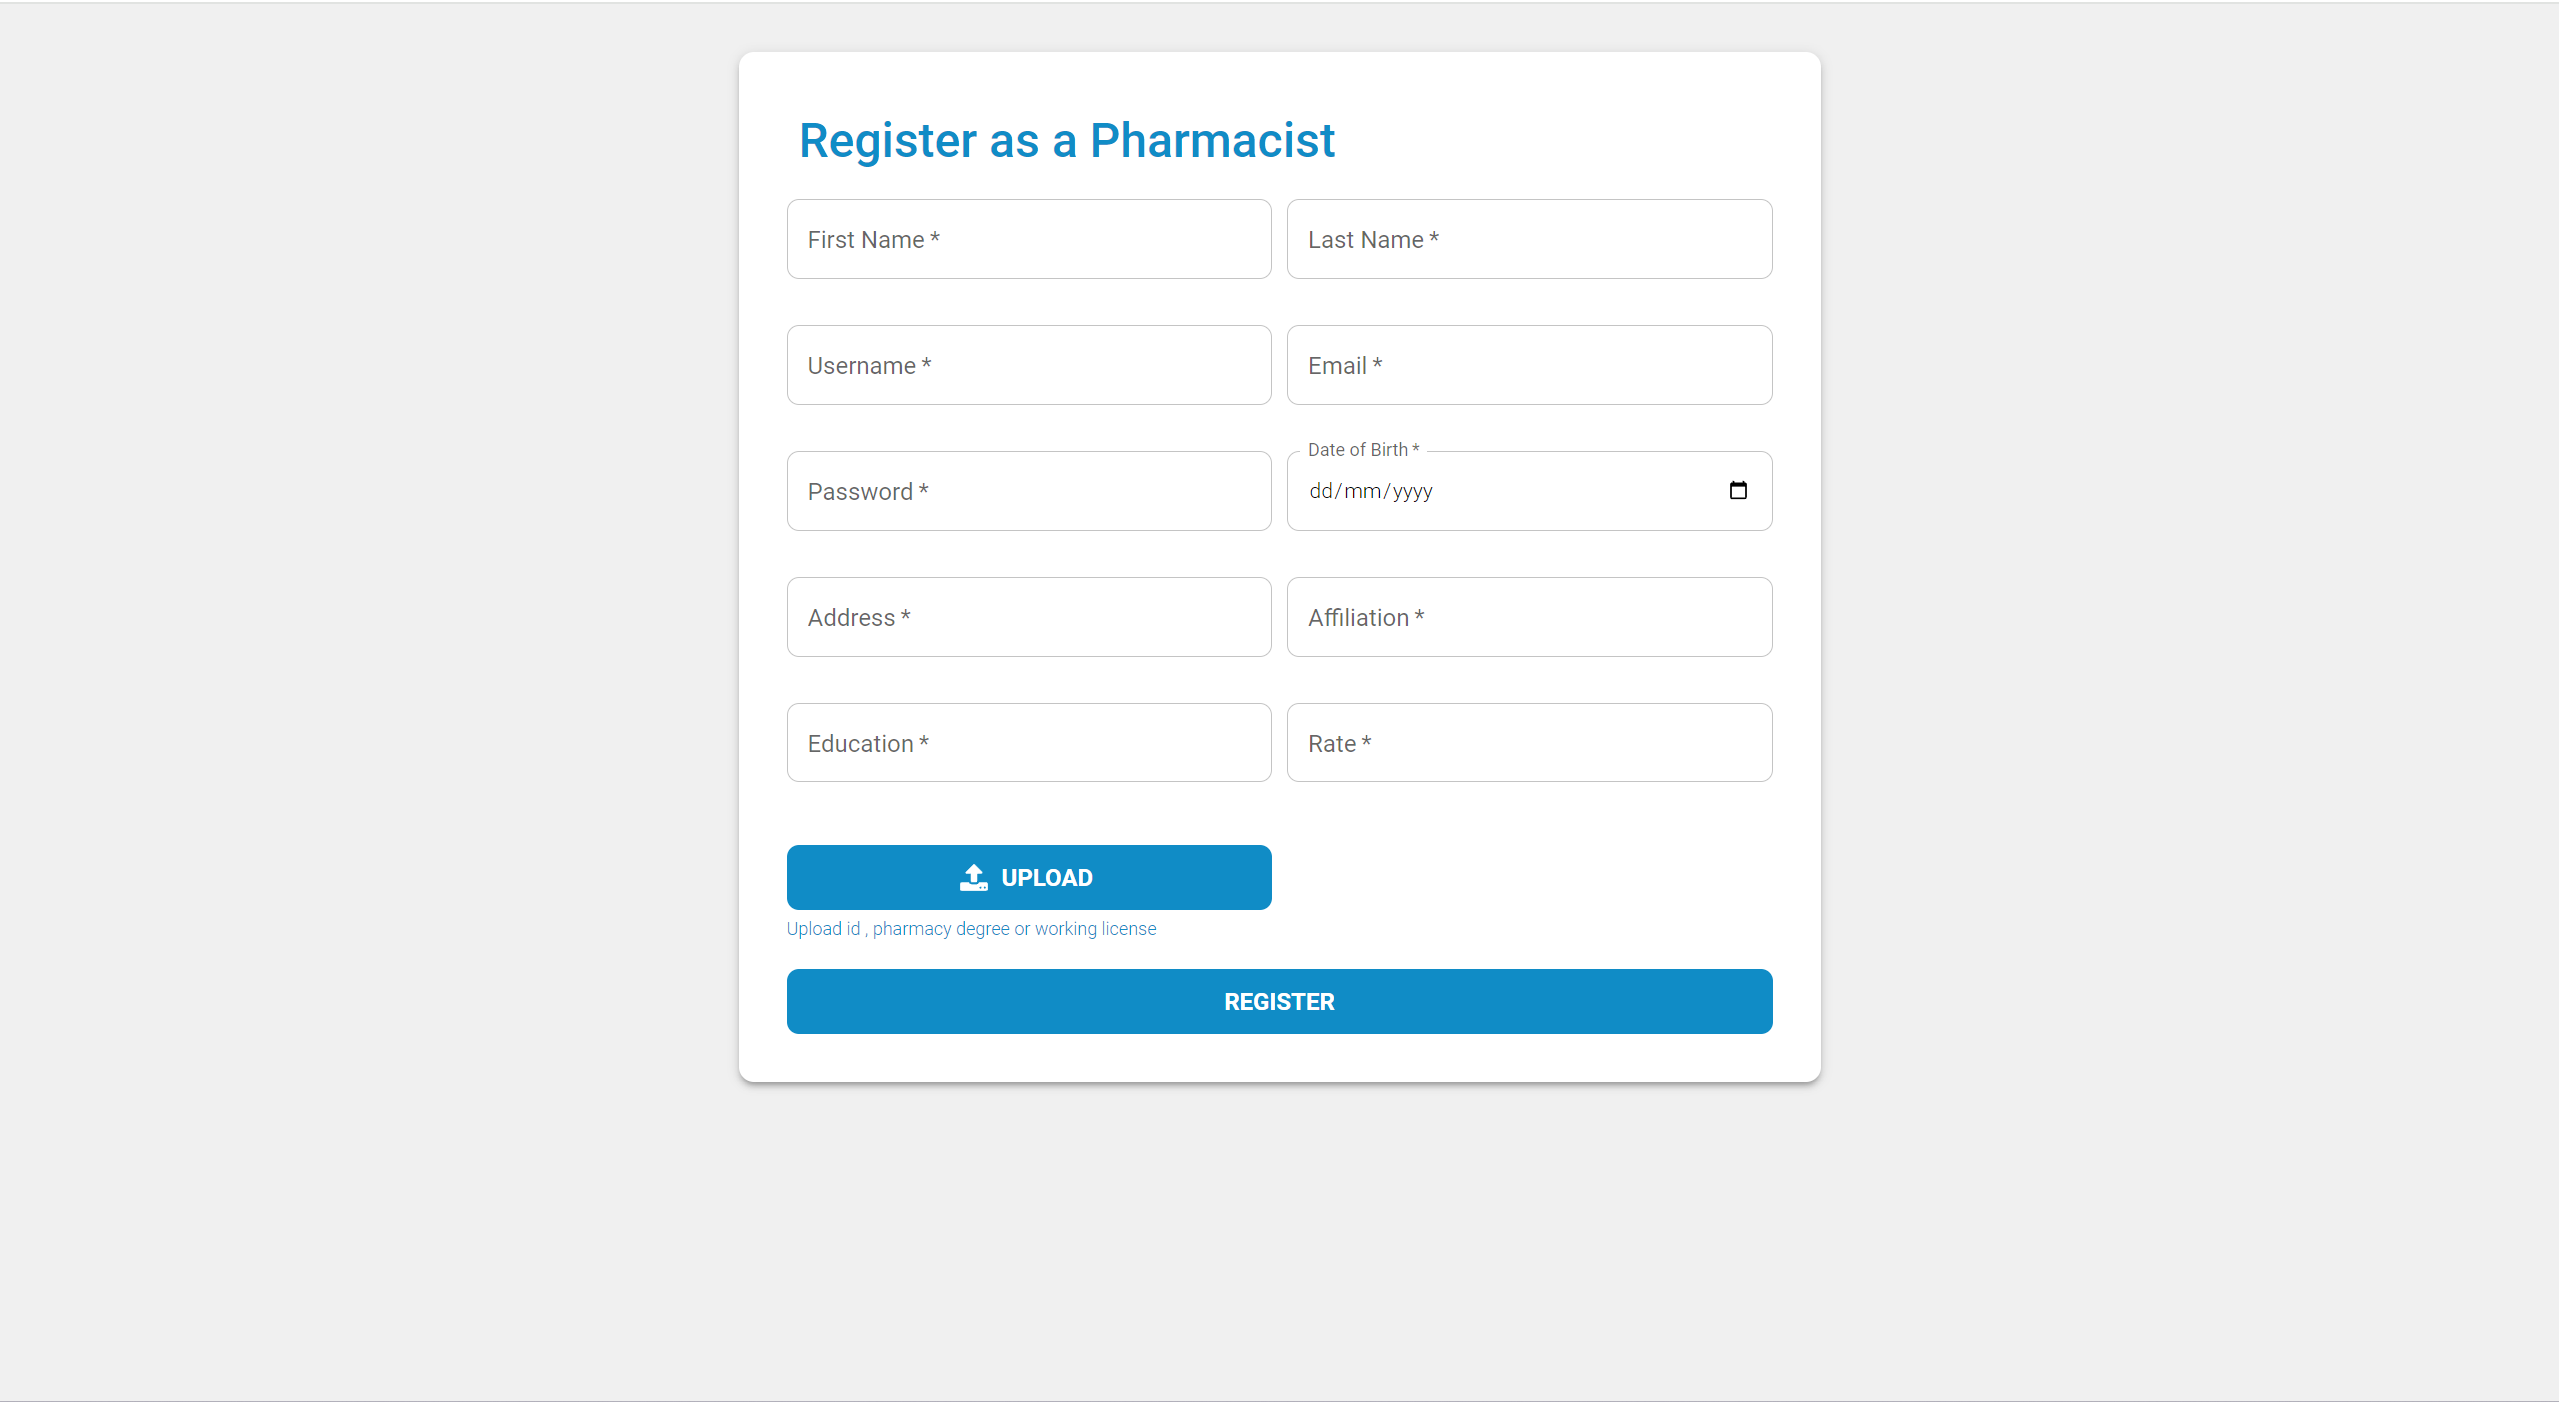 Register as a Pharmacist
First Name * Last Name *
Username * Email *
Date of Birth *
Password * dd/mm/yyyy
Address * Affiliation *
Education * Rate *
UPLOAD
Upload id , pharmacy degree or working license
REGISTER